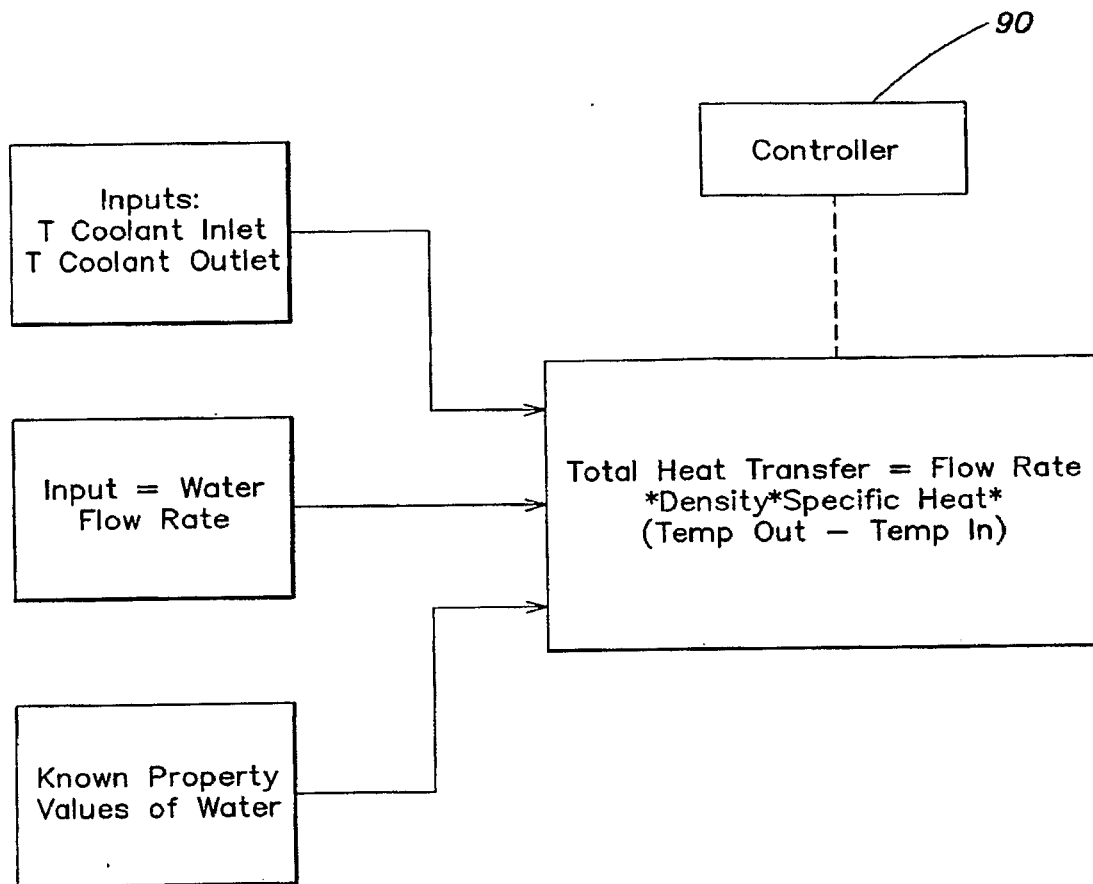 90
Controller
Inputs:
T Coolant Inlet
T Coolant Outlet
Input = Water
Flow Rate
Total Heat Transfer = Flow Rate
*Density*Specific Heat*
(Temp Out — Temp In)
Known Property
Values of Water